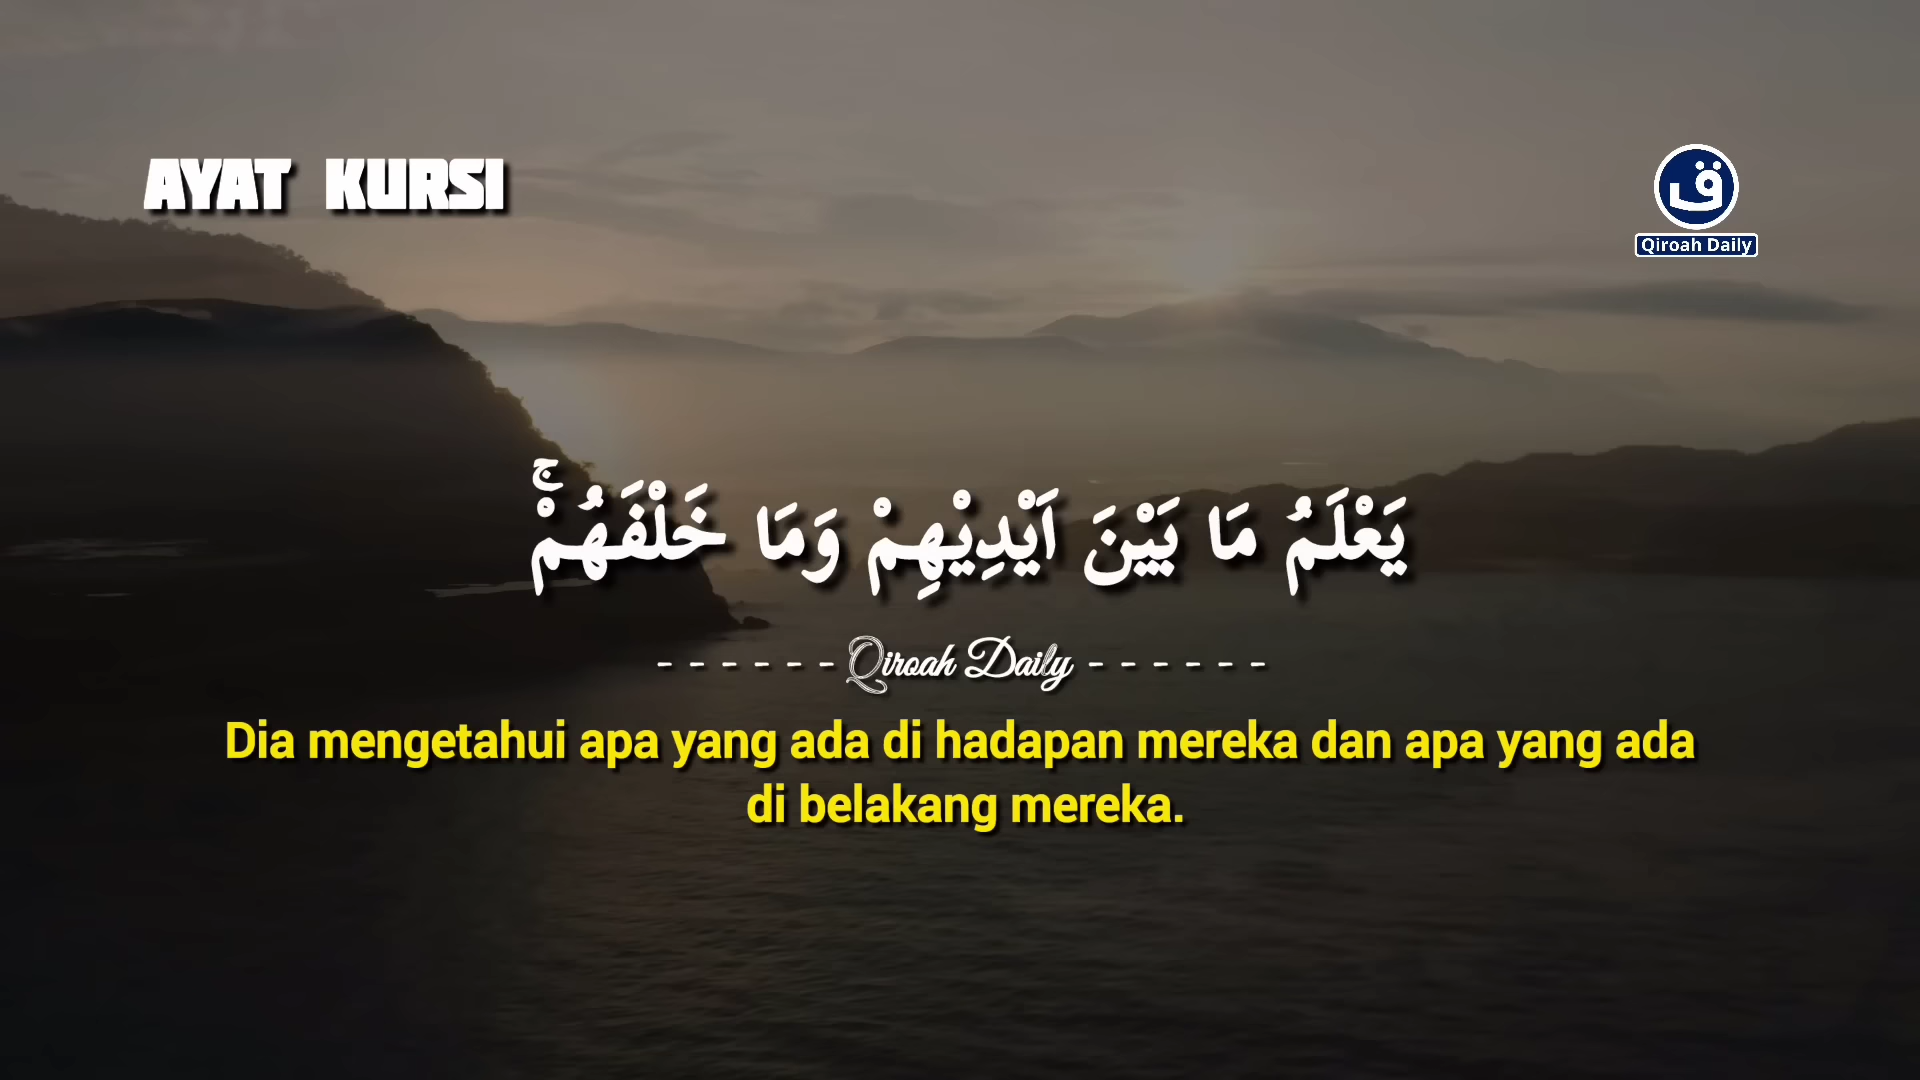 AYAT KURSI
ق
Qiroah Daily
يَعْلَمُ مَا بَيْنَ اَيْدِيْهِمْ وَمَا خَلْفَهُمْۚ
- - - - - - Qiroah Daily - - - - - -
Dia mengetahui apa yang ada di hadapan mereka dan apa yang ada
di belakang mereka.